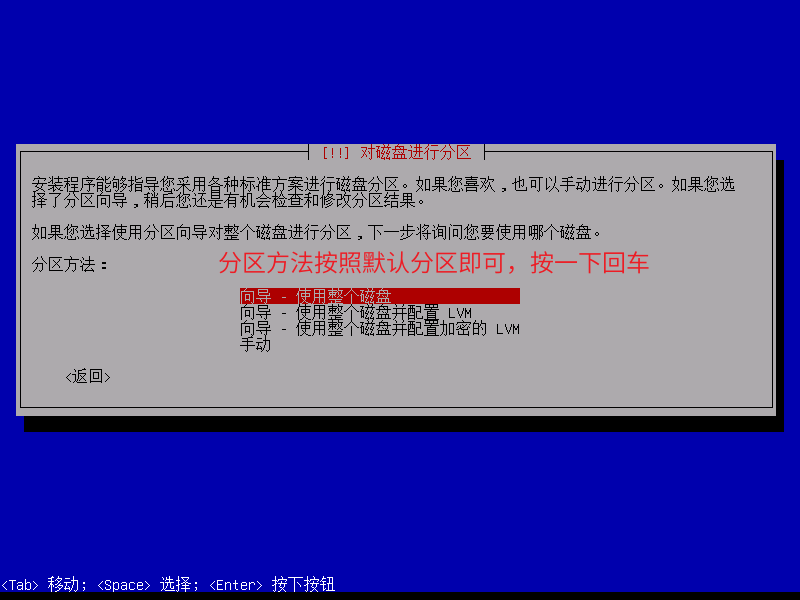 [!!] 对磁盘进行分区
安装程序能够指导您采用各种标准方案进行磁盘分区。如果您喜欢，也可以手动进行分区。如果您选
择了分区向导，稍后您还是有机会检查和修改分区结果。
如果您选择使用分区向导对整个磁盘进行分区，下一步将询问您要使用哪个磁盘。
分区方法：
分区方法按照默认分区即可，按一下回车
向导 - 使用整个磁盘
向导 - 使用整个磁盘并配置 LVM
向导 - 使用整个磁盘并配置加密的 LVM
手动
<返回>
<Tab> 移动; <Space> 选择; <Enter> 按下按钮